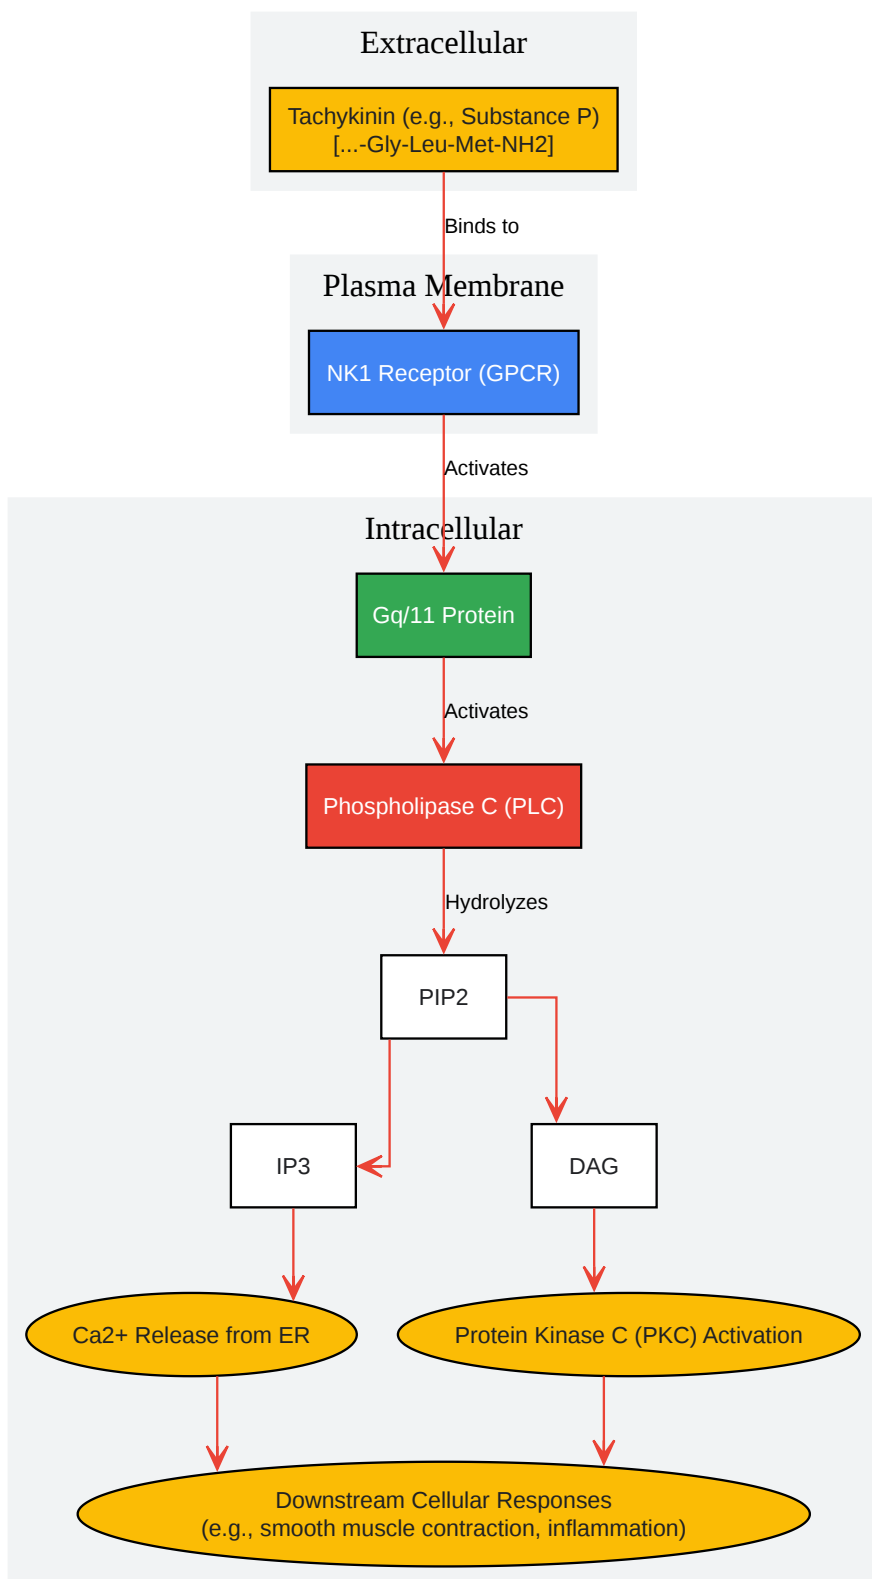 Extracellular
Tachykinin (e.g., Substance P)
[...-Gly-Leu-Met-NH2]
Binds to
Plasma Membrane
NK1 Receptor (GPCR)
Activates
Intracellular
Gq/11 Protein
Activates
Phospholipase C (PLC)
Hydrolyzes
PIP2
IP3
DAG
Ca2+ Release from ER
Protein Kinase C (PKC) Activation
Downstream Cellular Responses
(e.g., smooth muscle contraction, inflammation)